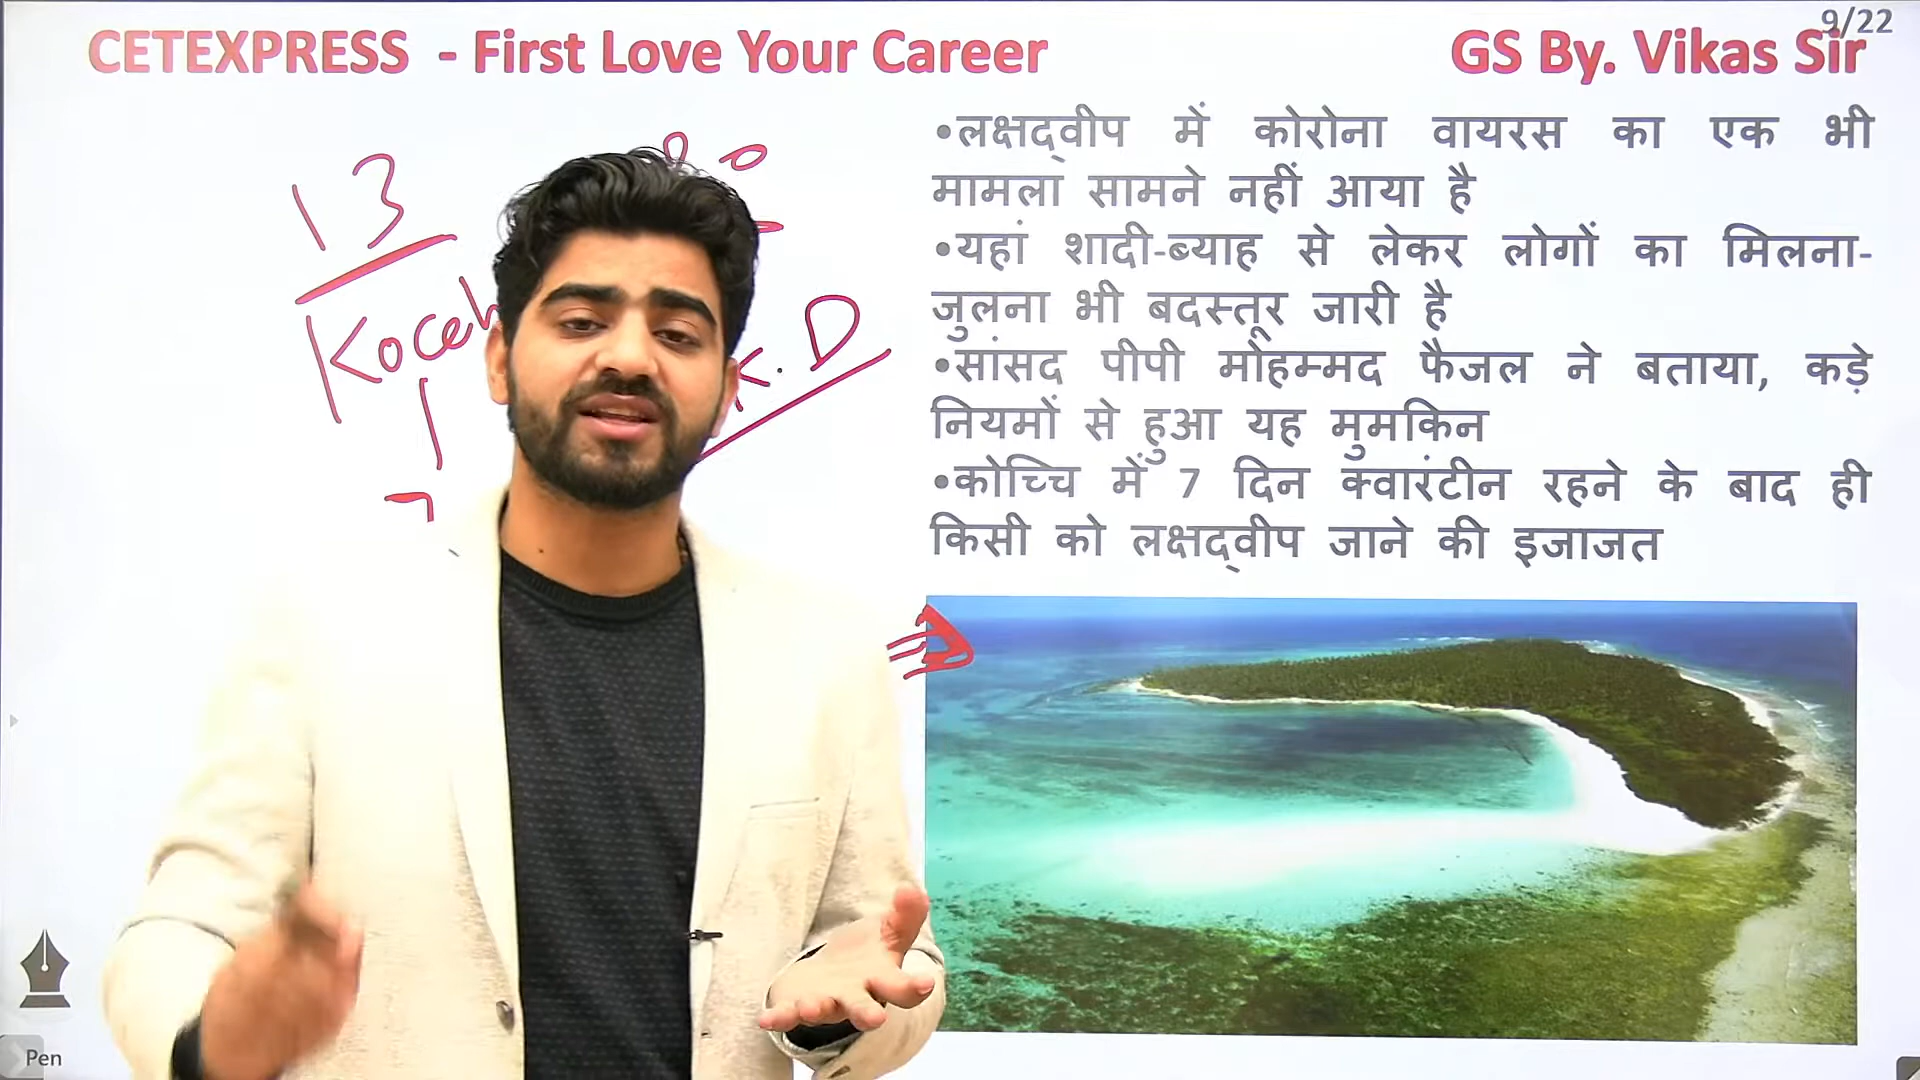 CETEXPRESS - First Love Your Career
GS By. Vikas Sir
9/22
•लक्षद्वीप में कोरोना वायरस का एक भी
मामला सामने नहीं आया है
•यहां शादी-ब्याह से लेकर लोगों का मिलना-
जुलना भी बदस्तूर जारी है
•सांसद पीपी मोहम्मद फैजल ने बताया, कड़े
नियमों से हुआ यह मुमकिन
•कोच्चि में 7 दिन क्वारंटीन रहने के बाद ही
किसी को लक्षद्वीप जाने की इजाजत
13
Koceh
7
K. D
Pen